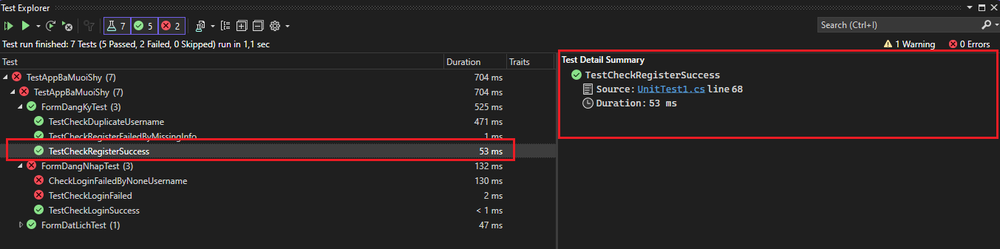 Test Explorer
7 5 2
Search (Ctrl+I)
Test run finished: 7 Tests (5 Passed, 2 Failed, 0 Skipped) run in 1,1 sec
1 Warning 0 Errors
Test Duration Traits
TestAppBaMuoiShy (7) 704 ms
TestAppBaMuoiShy (7) 704 ms
FormDangKyTest (3) 525 ms
TestCheckDuplicateUsername 471 ms
TestCheckRegisterFailedByMissingInfo 1 ms
TestCheckRegisterSuccess 53 ms
FormDangNhapTest (3) 132 ms
CheckLoginFailedByNoneUsername 130 ms
TestCheckLoginFailed 2 ms
TestCheckLoginSuccess < 1 ms
FormDatLichTest (1) 47 ms
Test Detail Summary
TestCheckRegisterSuccess
Source: UnitTest1.cs line 68
Duration: 53 ms